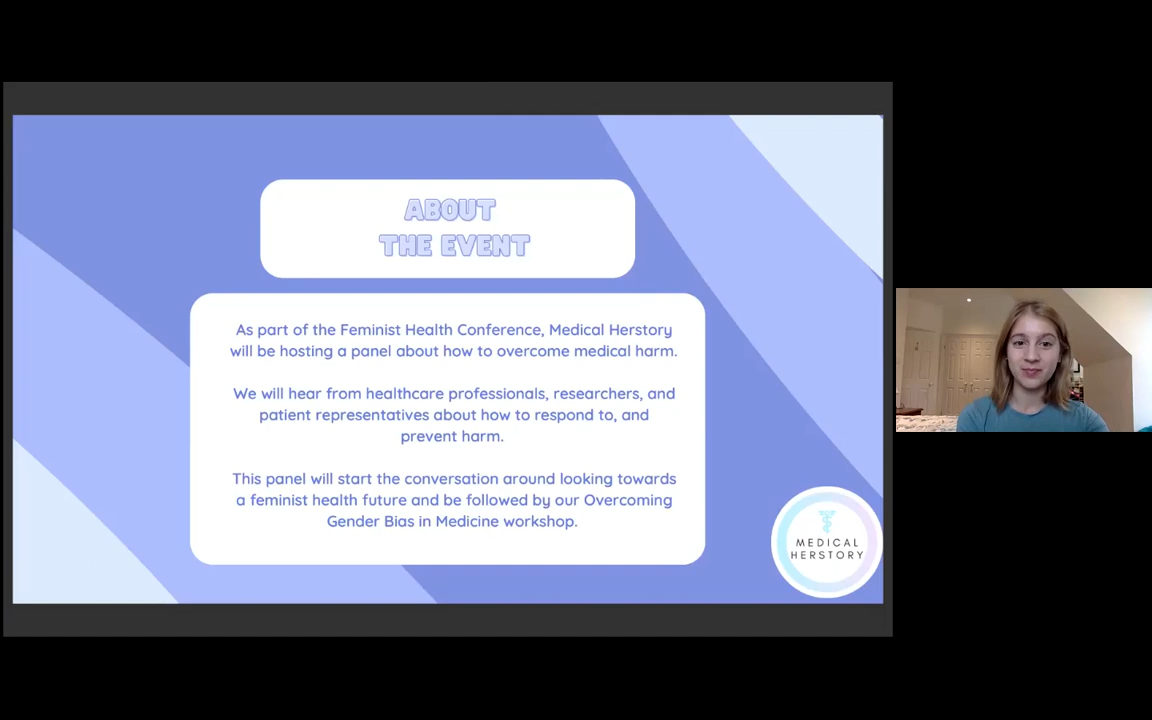 ABOUT
THE EVENT
As part of the Feminist Health Conference, Medical Herstory
will be hosting a panel about how to overcome medical harm.
We will hear from healthcare professionals, researchers, and
patient representatives about how to respond to, and
prevent harm.
This panel will start the conversation around looking towards
a feminist health future and be followed by our Overcoming
Gender Bias in Medicine workshop.
MEDICAL
HERSTORY